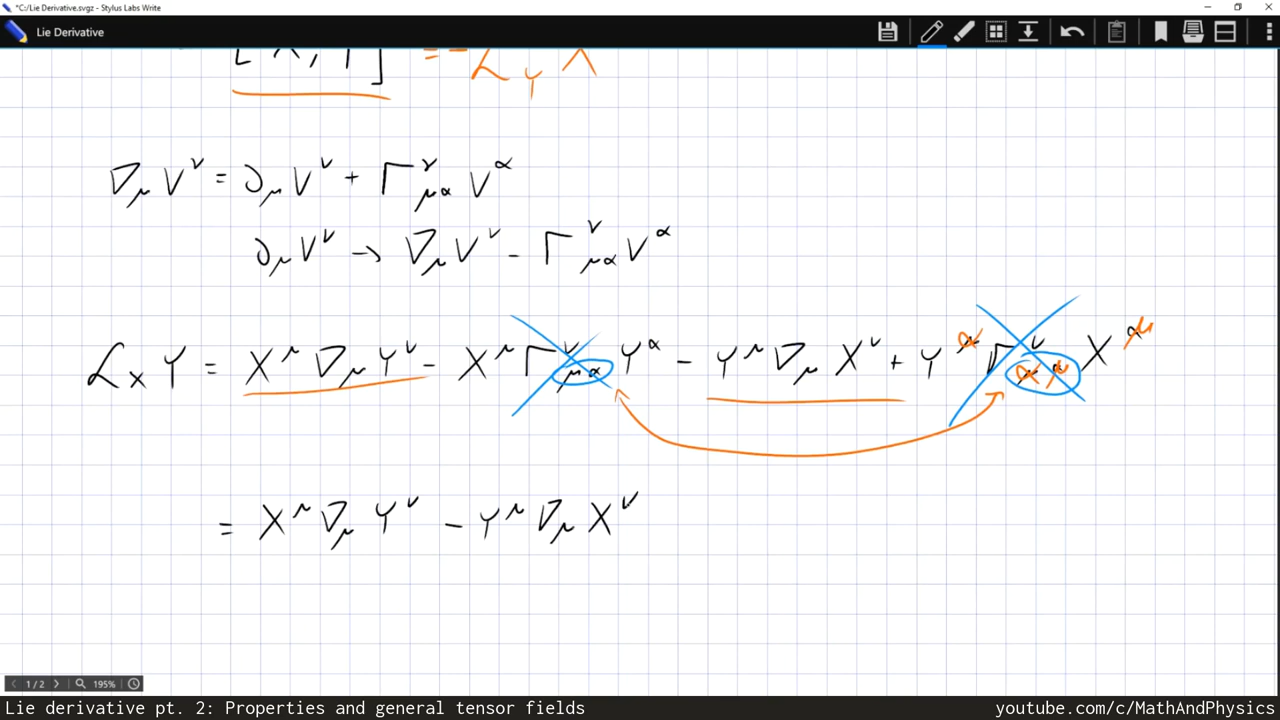 *C:/Lie Derivative.svgz - Stylus Labs Write
Lie Derivative
[X, Y] = -ℒ_Y X
∇_μ V^ν = ∂_μ V^ν + Γ^ν_μα V^α
∂_μ V^ν → ∇_μ V^ν - Γ^ν_μα V^α
ℒ_X Y = X^μ ∇_μ Y^ν - X^μ Γ^ν_μα Y^α - Y^μ ∇_μ X^ν + Y^α Γ^ν_αμ X^μ
= X^μ ∇_μ Y^ν - Y^μ ∇_μ X^ν
1/2 195%
Lie derivative pt. 2: Properties and general tensor fields youtube.com/c/MathAndPhysics